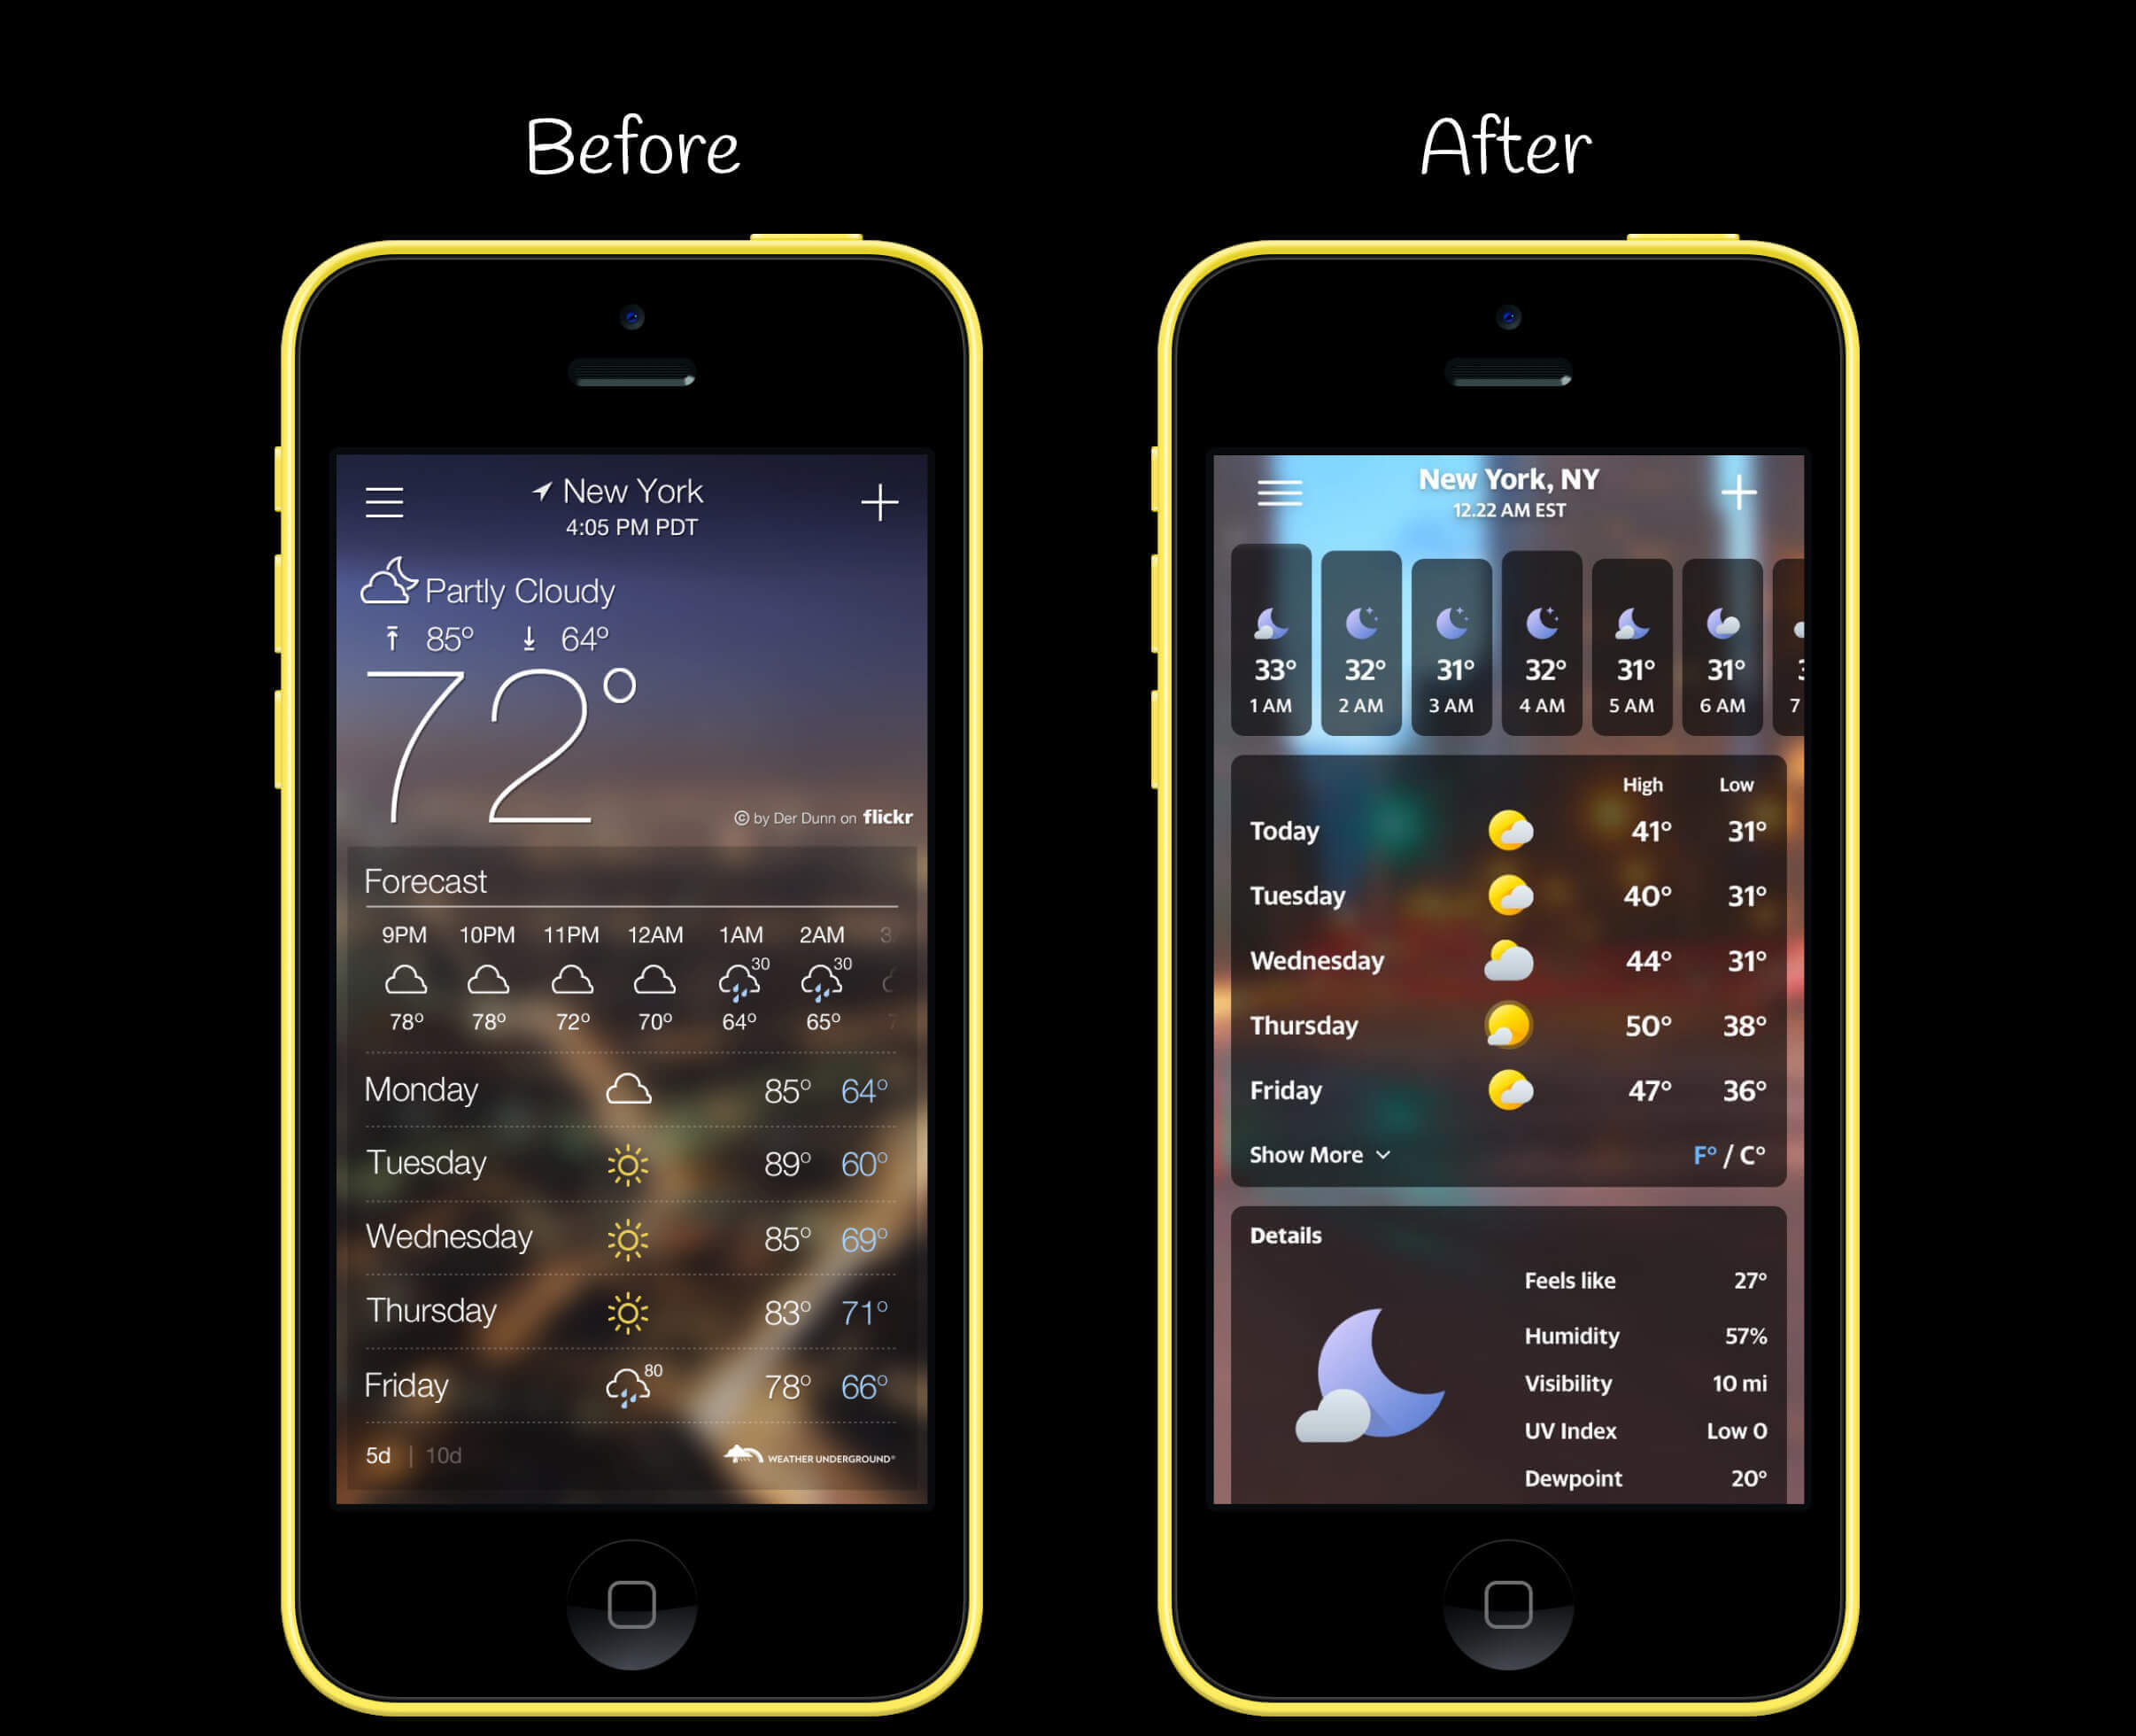 Before
After
New York
4:05 PM PDT
Partly Cloudy
85° 64°
72°
© by Der Dunn on flickr
Forecast
9PM 10PM 11PM 12AM 1AM 2AM 3
30 30
78° 78° 72° 70° 64° 65° 7
Monday 85° 64°
Tuesday 89° 60°
Wednesday 85° 69°
Thursday 83° 71°
Friday 80 78° 66°
5d | 10d WEATHER UNDERGROUND®
New York, NY
12.22 AM EST
33° 32° 31° 32° 31° 31° 3
1 AM 2 AM 3 AM 4 AM 5 AM 6 AM 7
High Low
Today 41° 31°
Tuesday 40° 31°
Wednesday 44° 31°
Thursday 50° 38°
Friday 47° 36°
Show More F° / C°
Details
Feels like 27°
Humidity 57%
Visibility 10 mi
UV Index Low 0
Dewpoint 20°